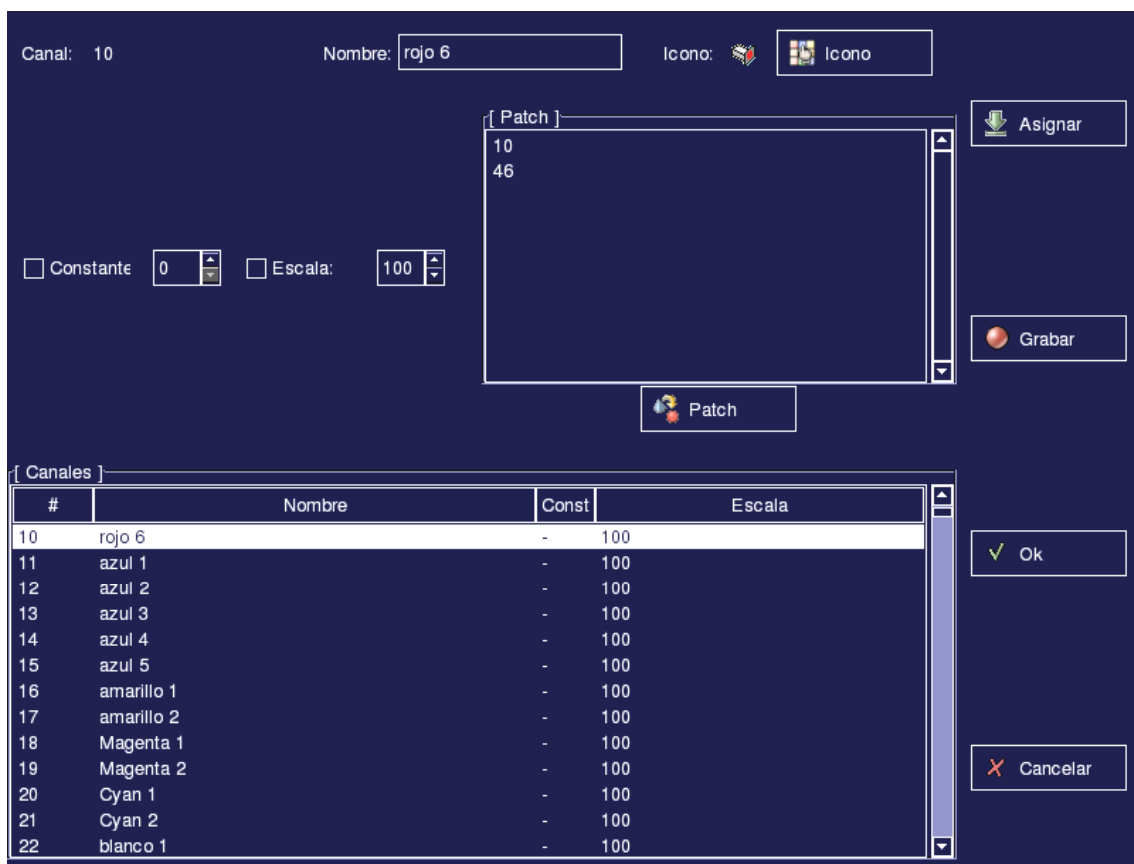 Canal: 10 Nombre: rojo 6 Icono: Icono
[ Patch ]
10
46
Asignar
Constante 0 Escala: 100
Grabar
Patch
[ Canales ]
# Nombre Const Escala
10 rojo 6 - 100
11 azul 1 - 100
12 azul 2 - 100
13 azul 3 - 100
14 azul 4 - 100
15 azul 5 - 100
16 amarillo 1 - 100
17 amarillo 2 - 100
18 Magenta 1 - 100
19 Magenta 2 - 100
20 Cyan 1 - 100
21 Cyan 2 - 100
22 blanco 1 - 100
Ok
Cancelar